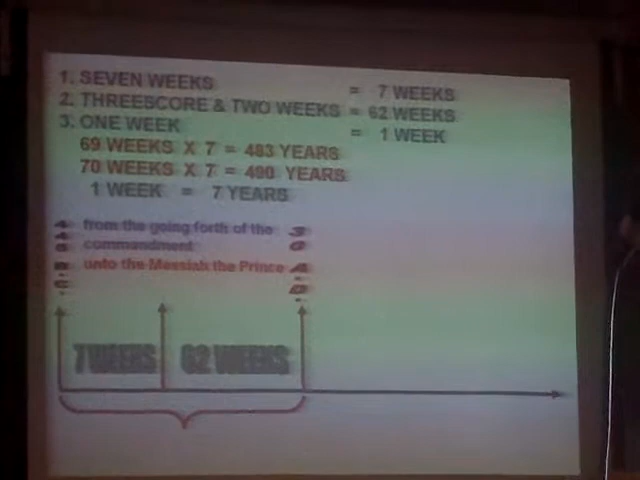 1. SEVEN WEEKS = 7 WEEKS
2. THREESCORE & TWO WEEKS = 62 WEEKS
3. ONE WEEK = 1 WEEK
69 WEEKS X 7 = 483 YEARS
70 WEEKS X 7 = 490 YEARS
1 WEEK = 7 YEARS
from the going forth of the
commandment
unto the Messiah the Prince
B.C.
30 A.D.
7 WEEKS 62 WEEKS